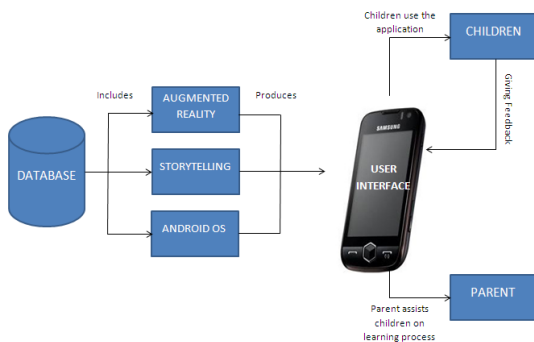 Children use the
application
CHILDREN
Includes
AUGMENTED
REALITY
Produces
Giving Feedback
SAMSUNG
DATABASE
STORYTELLING
USER
INTERFACE
ANDROID OS
PARENT
Parent assists
children on
learning process